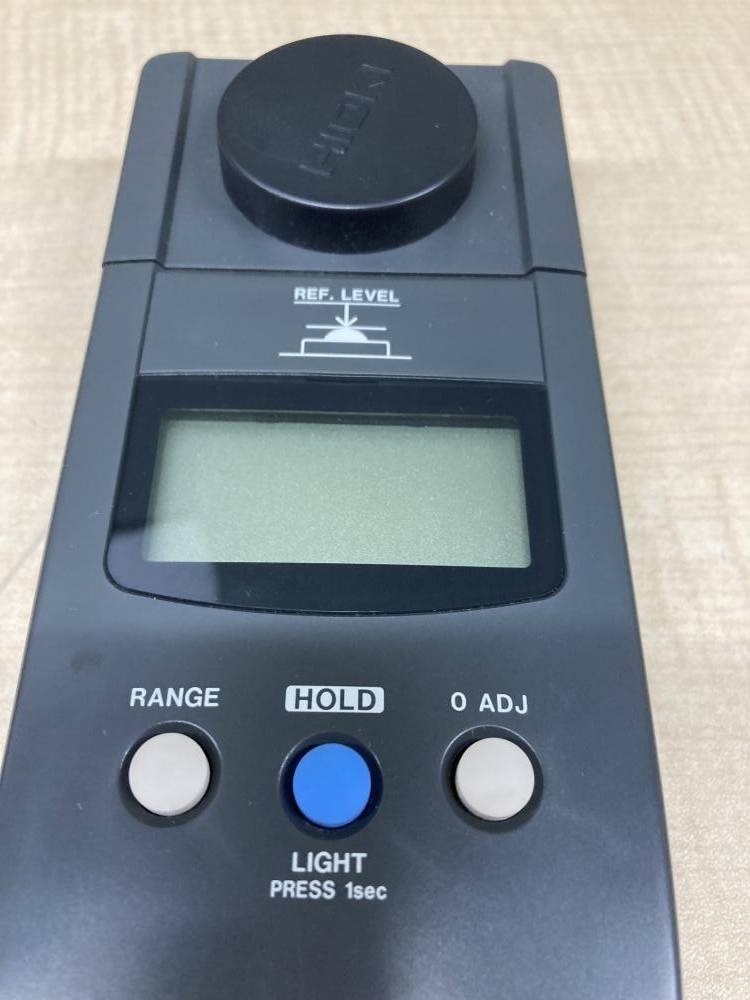 HIOKI
REF. LEVEL
RANGE
HOLD
0 ADJ
LIGHT
PRESS 1sec